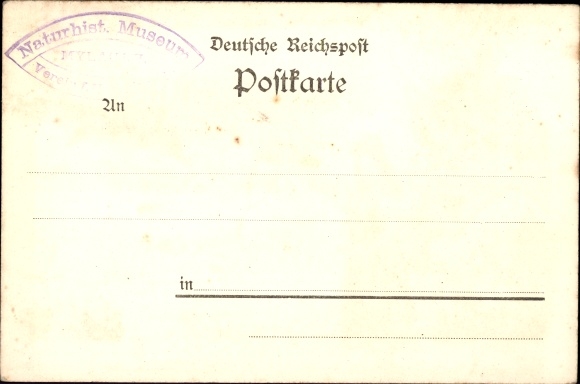 Naturhist. Museum
Deutsche Reichspost
Postkarte
An
in